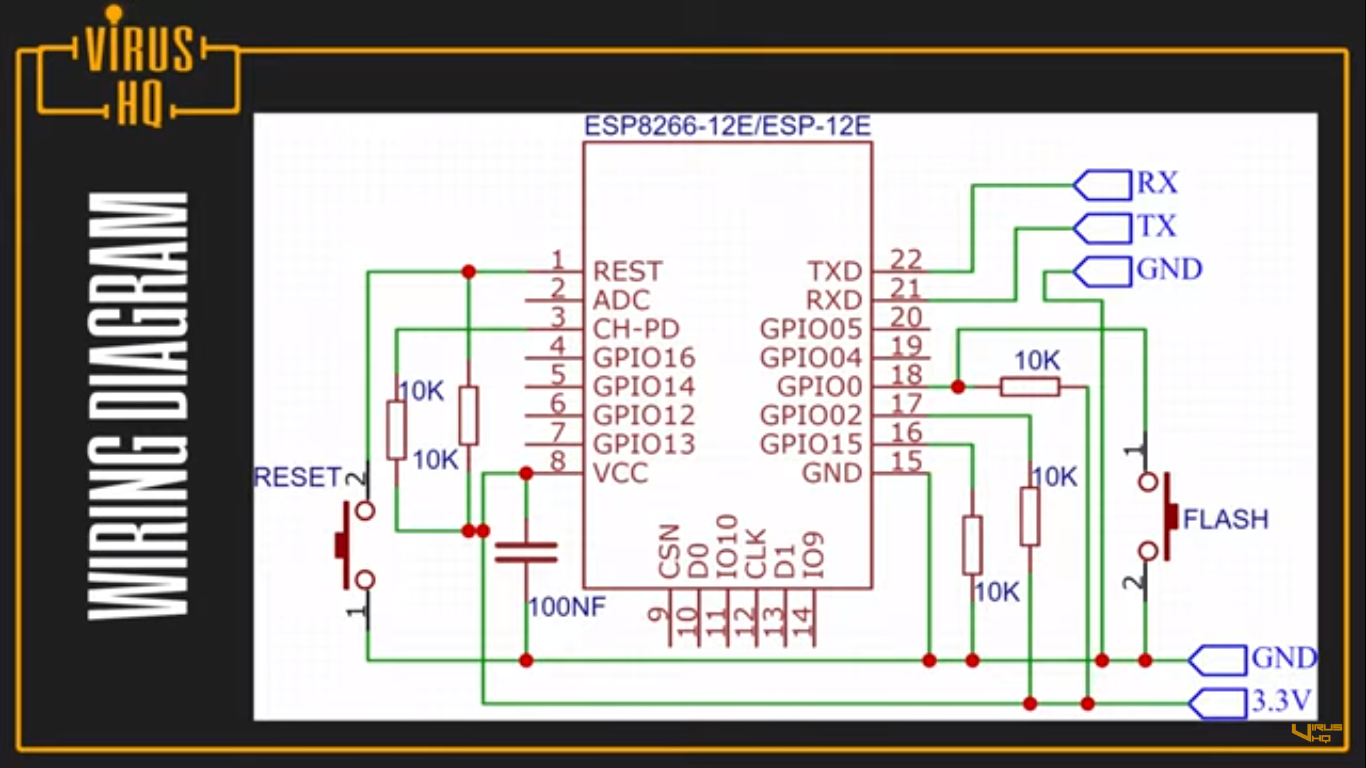 VIRUS
HQ
WIRING DIAGRAM
ESP8266-12E/ESP-12E
1 REST
2 ADC
3 CH-PD
4 GPIO16
5 GPIO14
6 GPIO12
7 GPIO13
8 VCC
TXD 22
RXD 21
GPIO05 20
GPIO04 19
GPIO0 18
GPIO02 17
GPIO15 16
GND 15
CSN 9
D0 10
IO10 11
CLK 12
D1 13
IO9 14
RX
TX
GND
10K
10K
10K
10K
10K
RESET
2
1
100NF
1
FLASH
2
GND
3.3V
VIRUS
HQ